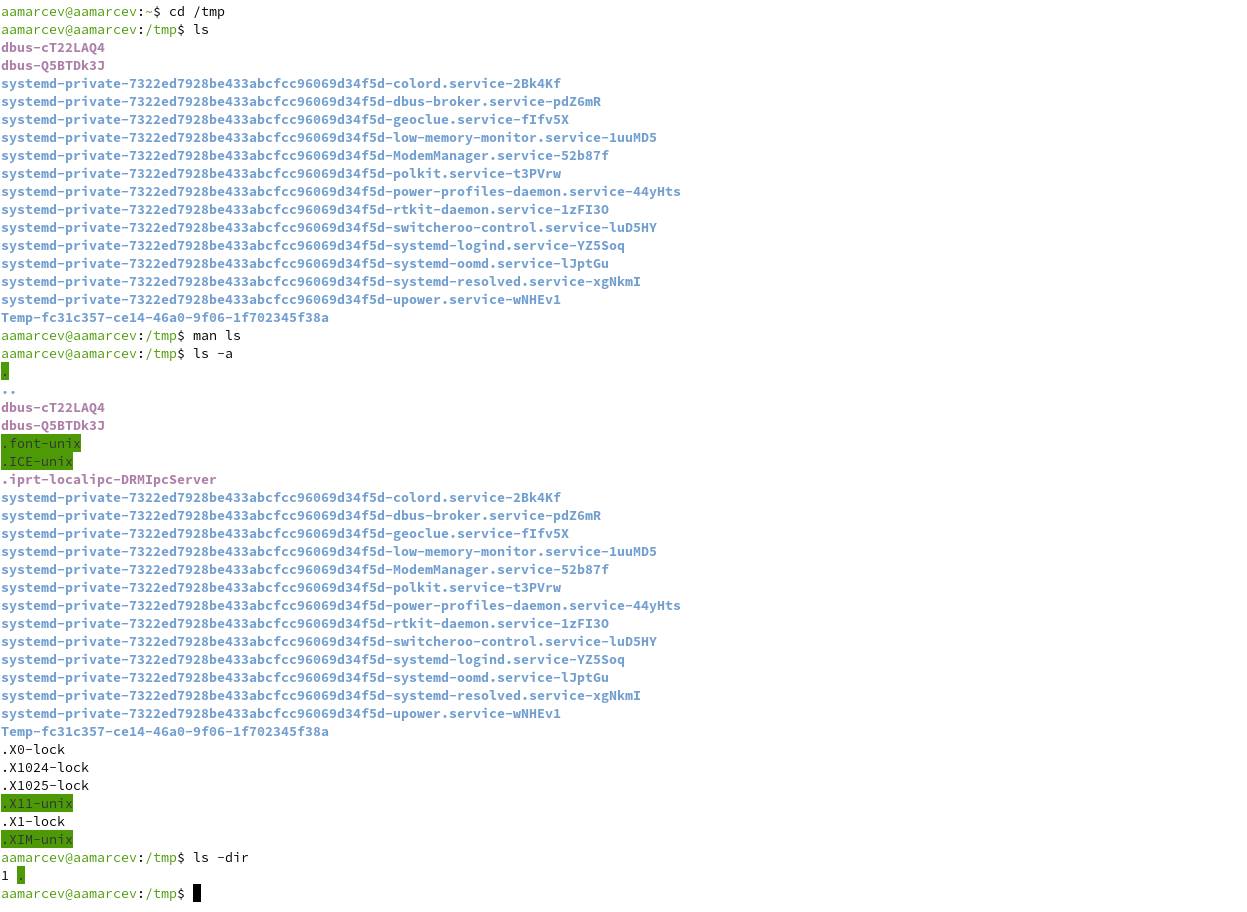 aamarcev@aamarcev:~$ cd /tmp
aamarcev@aamarcev:/tmp$ ls
dbus-cT22LAQ4
dbus-Q5BTDk3J
systemd-private-7322ed7928be433abcfcc96069d34f5d-colord.service-2Bk4Kf
systemd-private-7322ed7928be433abcfcc96069d34f5d-dbus-broker.service-pdZ6mR
systemd-private-7322ed7928be433abcfcc96069d34f5d-geoclue.service-fIfv5X
systemd-private-7322ed7928be433abcfcc96069d34f5d-low-memory-monitor.service-1uuMD5
systemd-private-7322ed7928be433abcfcc96069d34f5d-ModemManager.service-52b87f
systemd-private-7322ed7928be433abcfcc96069d34f5d-polkit.service-t3PVrw
systemd-private-7322ed7928be433abcfcc96069d34f5d-power-profiles-daemon.service-44yHts
systemd-private-7322ed7928be433abcfcc96069d34f5d-rtkit-daemon.service-1zFI3O
systemd-private-7322ed7928be433abcfcc96069d34f5d-switcheroo-control.service-luD5HY
systemd-private-7322ed7928be433abcfcc96069d34f5d-systemd-logind.service-YZ5Soq
systemd-private-7322ed7928be433abcfcc96069d34f5d-systemd-oomd.service-lJptGu
systemd-private-7322ed7928be433abcfcc96069d34f5d-systemd-resolved.service-xgNkmI
systemd-private-7322ed7928be433abcfcc96069d34f5d-upower.service-wNHEv1
Temp-fc31c357-ce14-46a0-9f06-1f702345f38a
aamarcev@aamarcev:/tmp$ man ls
aamarcev@aamarcev:/tmp$ ls -a
.
..
dbus-cT22LAQ4
dbus-Q5BTDk3J
.font-unix
.ICE-unix
.iprt-localipc-DRMIpcServer
systemd-private-7322ed7928be433abcfcc96069d34f5d-colord.service-2Bk4Kf
systemd-private-7322ed7928be433abcfcc96069d34f5d-dbus-broker.service-pdZ6mR
systemd-private-7322ed7928be433abcfcc96069d34f5d-geoclue.service-fIfv5X
systemd-private-7322ed7928be433abcfcc96069d34f5d-low-memory-monitor.service-1uuMD5
systemd-private-7322ed7928be433abcfcc96069d34f5d-ModemManager.service-52b87f
systemd-private-7322ed7928be433abcfcc96069d34f5d-polkit.service-t3PVrw
systemd-private-7322ed7928be433abcfcc96069d34f5d-power-profiles-daemon.service-44yHts
systemd-private-7322ed7928be433abcfcc96069d34f5d-rtkit-daemon.service-1zFI3O
systemd-private-7322ed7928be433abcfcc96069d34f5d-switcheroo-control.service-luD5HY
systemd-private-7322ed7928be433abcfcc96069d34f5d-systemd-logind.service-YZ5Soq
systemd-private-7322ed7928be433abcfcc96069d34f5d-systemd-oomd.service-lJptGu
systemd-private-7322ed7928be433abcfcc96069d34f5d-systemd-resolved.service-xgNkmI
systemd-private-7322ed7928be433abcfcc96069d34f5d-upower.service-wNHEv1
Temp-fc31c357-ce14-46a0-9f06-1f702345f38a
.X0-lock
.X1024-lock
.X1025-lock
.X11-unix
.X1-lock
.XIM-unix
aamarcev@aamarcev:/tmp$ ls -dir
1 .
aamarcev@aamarcev:/tmp$